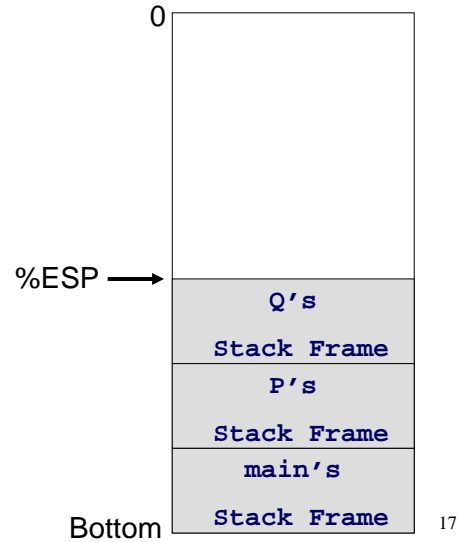 0
%ESP
Q’s
Stack Frame
P’s
Stack Frame
main’s
Stack Frame
Bottom
17